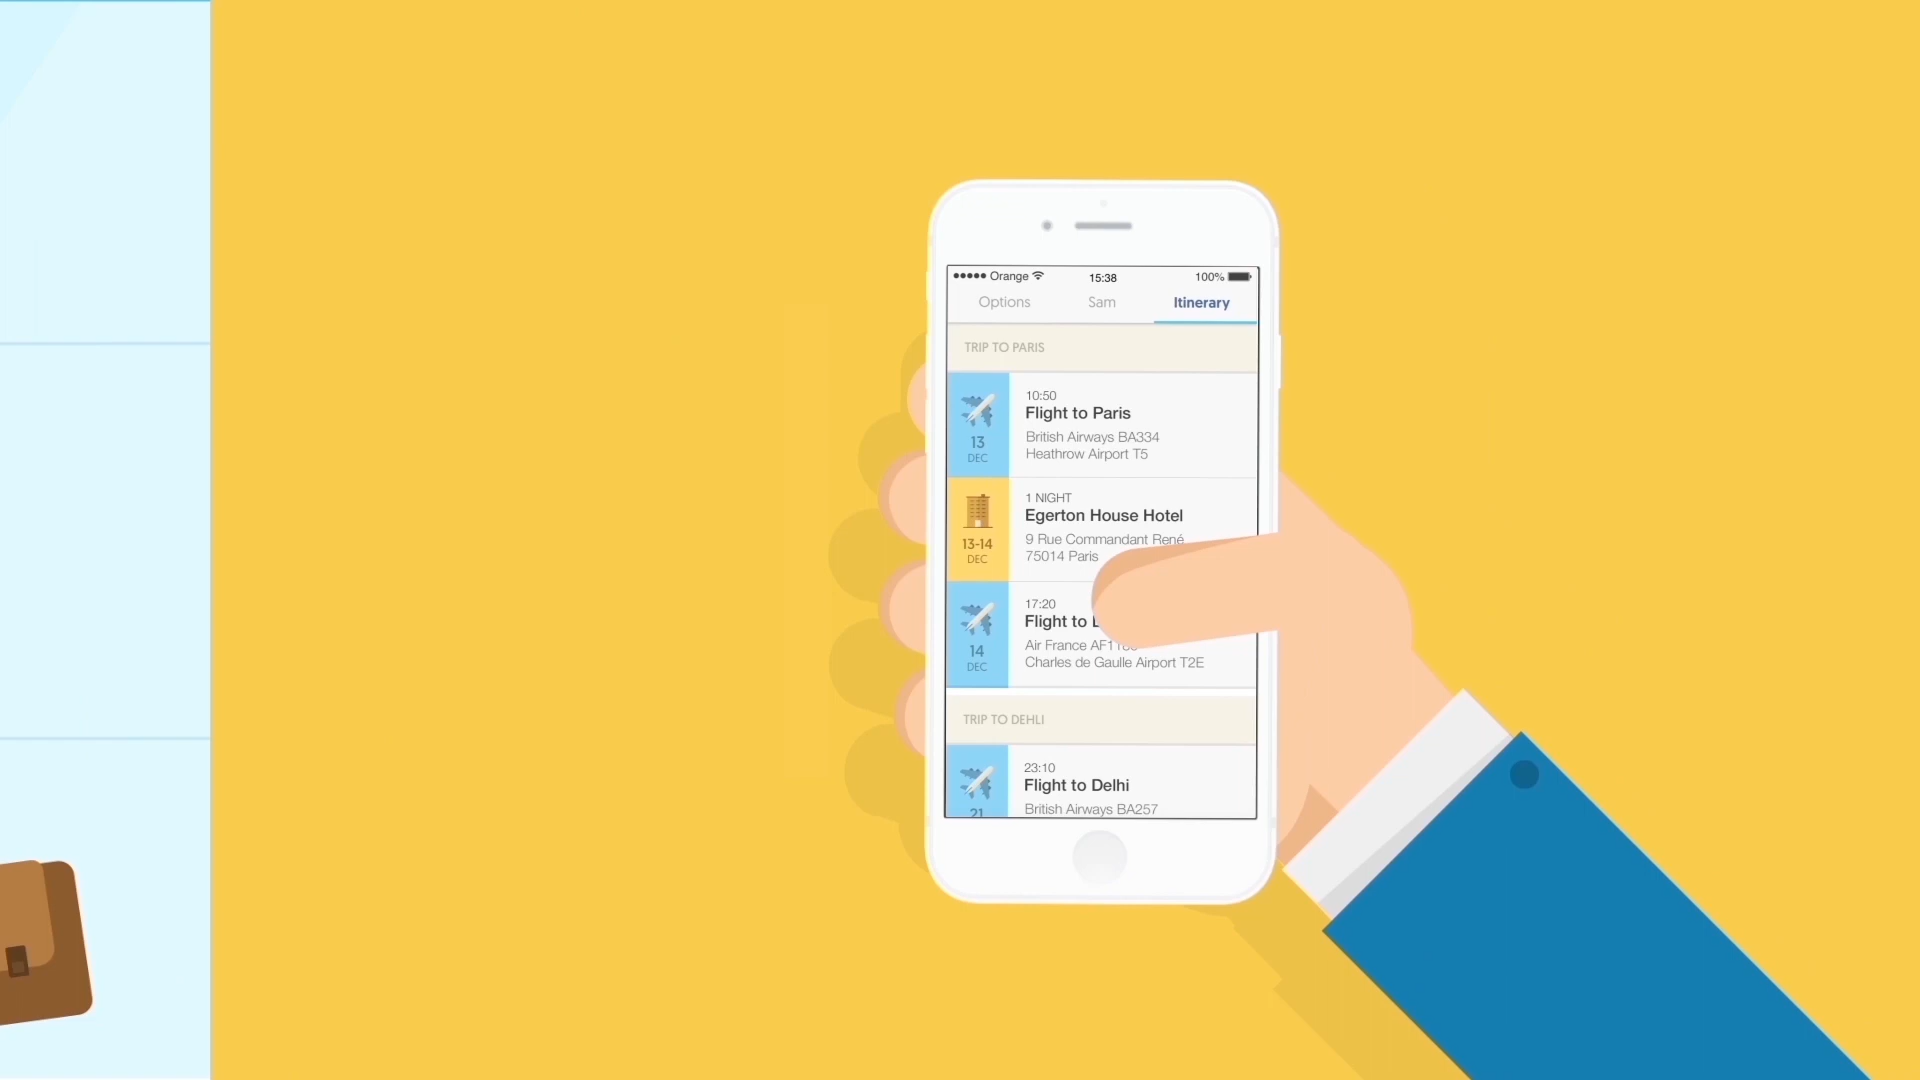 Orange 15:38 100%
Options Sam Itinerary
TRIP TO PARIS
10:50
Flight to Paris
13
DEC
British Airways BA334
Heathrow Airport T5
1 NIGHT
Egerton House Hotel
13-14
DEC
9 Rue Commandant René
75014 Paris
17:20
Flight to
14
DEC
Air France
Charles de Gaulle Airport T2E
TRIP TO DEHLI
23:10
Flight to Delhi
21
British Airways BA257